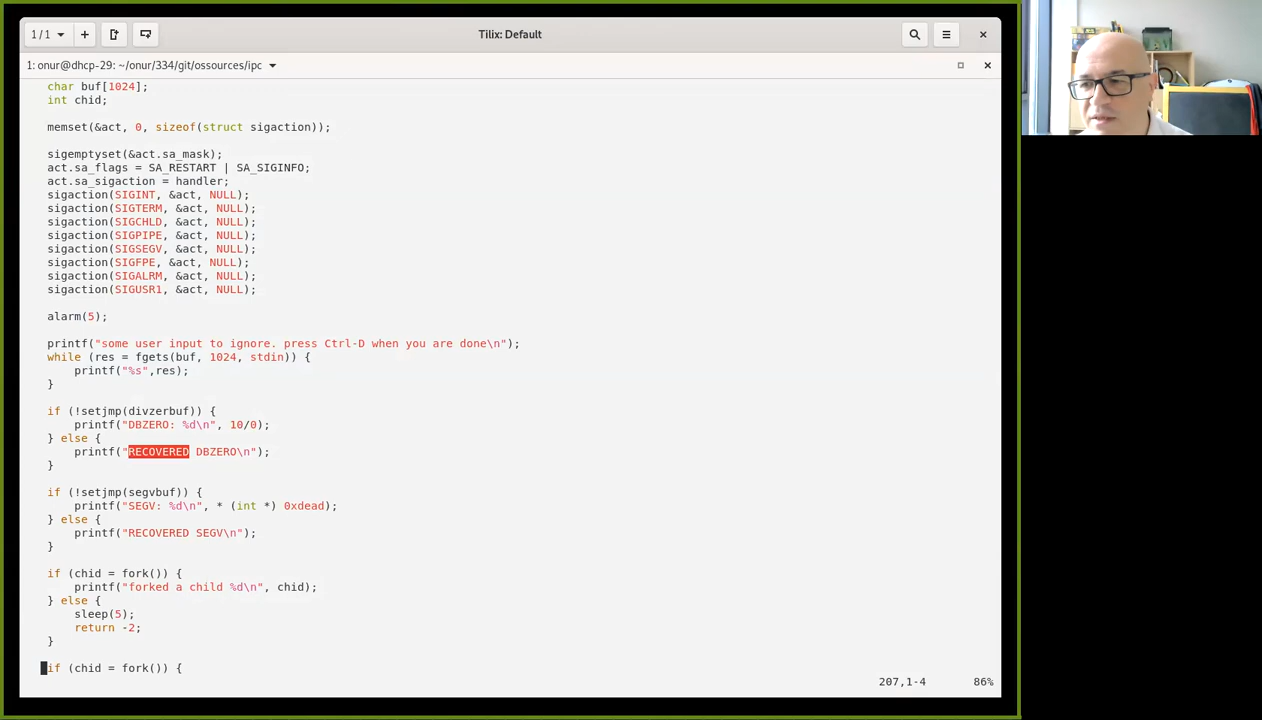 1/1
Tilix: Default
1: onur@dhcp-29: ~/onur/334/git/ossources/ipc
char buf[1024];
int chid;
memset(&act, 0, sizeof(struct sigaction));
sigemptyset(&act.sa_mask);
act.sa_flags = SA_RESTART | SA_SIGINFO;
act.sa_sigaction = handler;
sigaction(SIGINT, &act, NULL);
sigaction(SIGTERM, &act, NULL);
sigaction(SIGCHLD, &act, NULL);
sigaction(SIGPIPE, &act, NULL);
sigaction(SIGSEGV, &act, NULL);
sigaction(SIGFPE, &act, NULL);
sigaction(SIGALRM, &act, NULL);
sigaction(SIGUSR1, &act, NULL);
alarm(5);
printf("some user input to ignore. press Ctrl-D when you are done\n");
while (res = fgets(buf, 1024, stdin)) {
printf("%s",res);
}
if (!setjmp(divzerbuf)) {
printf("DBZERO: %d\n", 10/0);
} else {
printf("RECOVERED DBZERO\n");
}
if (!setjmp(segvbuf)) {
printf("SEGV: %d\n", * (int *) 0xdead);
} else {
printf("RECOVERED SEGV\n");
}
if (chid = fork()) {
printf("forked a child %d\n", chid);
} else {
sleep(5);
return -2;
}
if (chid = fork()) {
207,1-4 86%